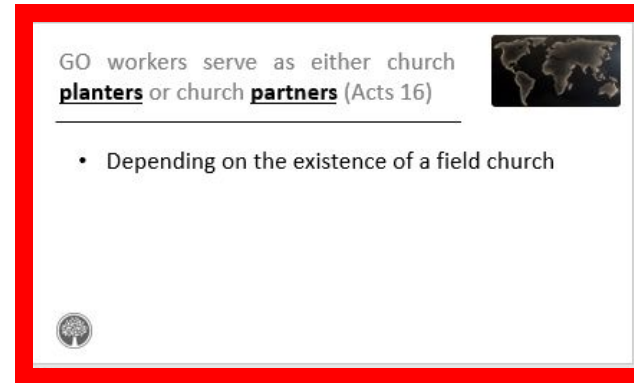 GO workers serve as either church
planters or church partners (Acts 16)
• Depending on the existence of a field church